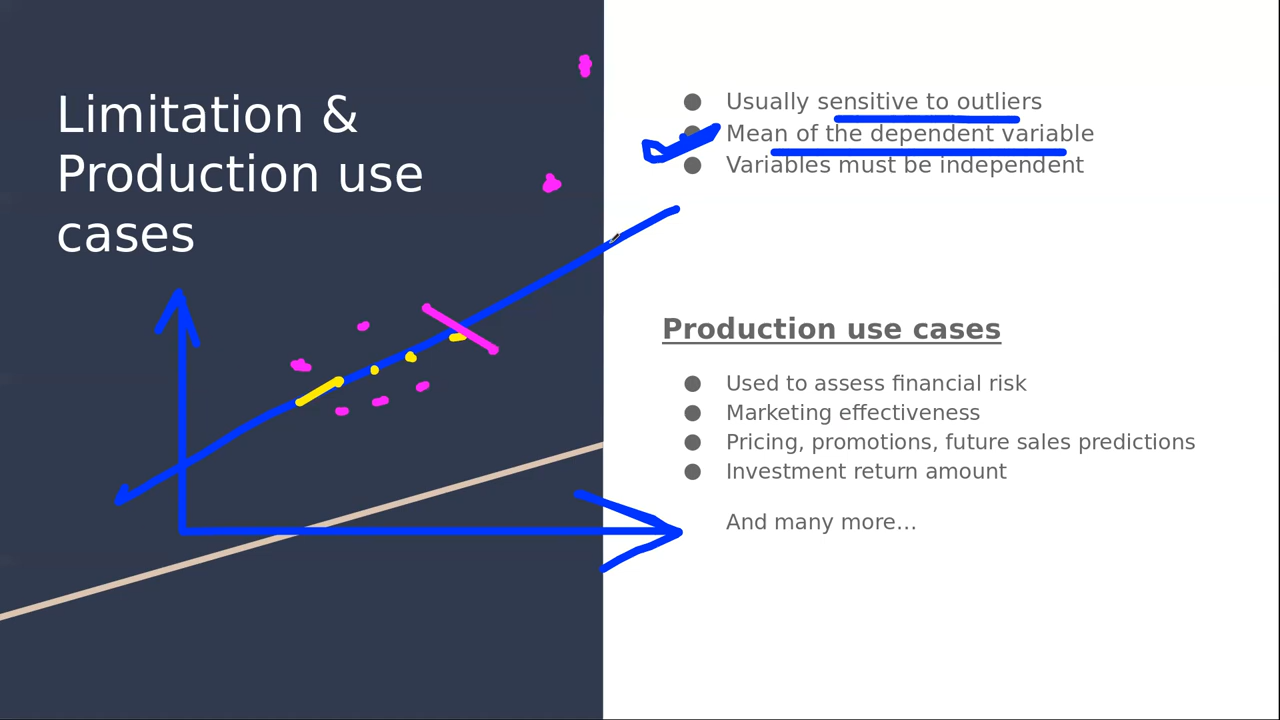 Limitation &
Production use
cases
Usually sensitive to outliers
Mean of the dependent variable
Variables must be independent
Production use cases
Used to assess financial risk
Marketing effectiveness
Pricing, promotions, future sales predictions
Investment return amount
And many more...